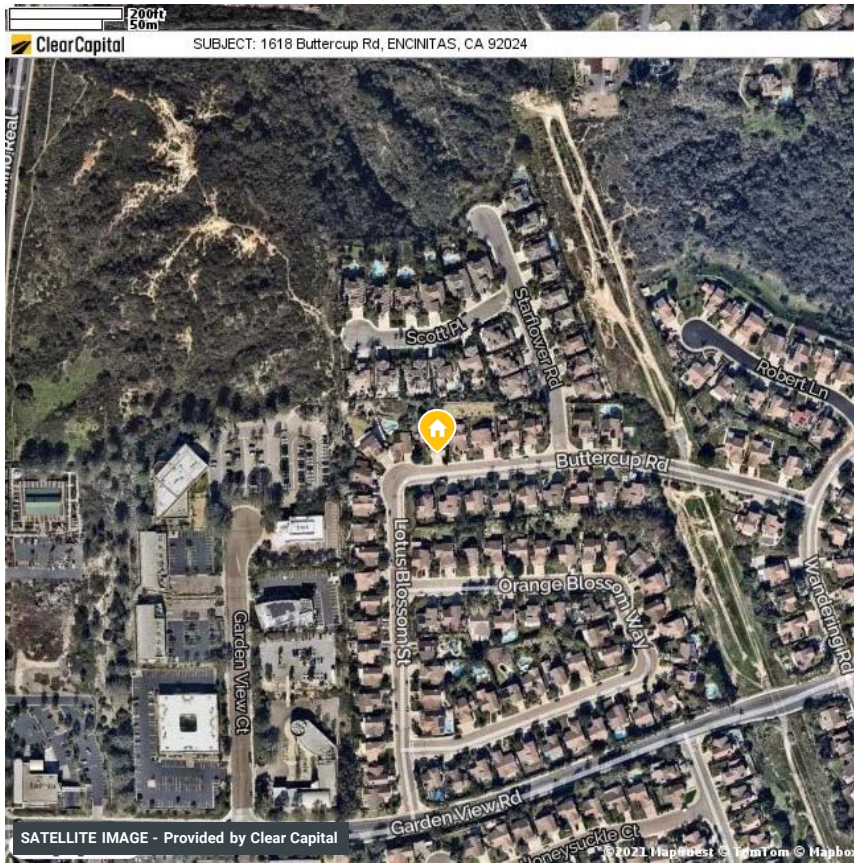 200ft
50m
ClearCapital
SUBJECT: 1618 Buttercup Rd, ENCINITAS, CA 92024
Real
Starflower Rd
Scott Pl
Robert Ln
Buttercup Rd
Lotus Blossom St
Orange Blossom Way
Wandering Rd
Garden View Ct
Garden View Rd
Honeysuckle Ct
SATELLITE IMAGE - Provided by Clear Capital
©2021 MapQuest © TomTom © Mapbox